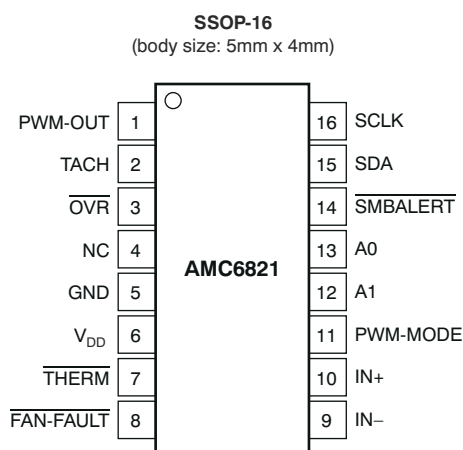 SSOP-16
(body size: 5mm x 4mm)
PWM-OUT 1 16 SCLK
TACH 2 15 SDA
OVR 3 14 SMBALERT
NC 4 13 A0
AMC6821
GND 5 12 A1
VDD 6 11 PWM-MODE
THERM 7 10 IN+
FAN-FAULT 8 9 IN−